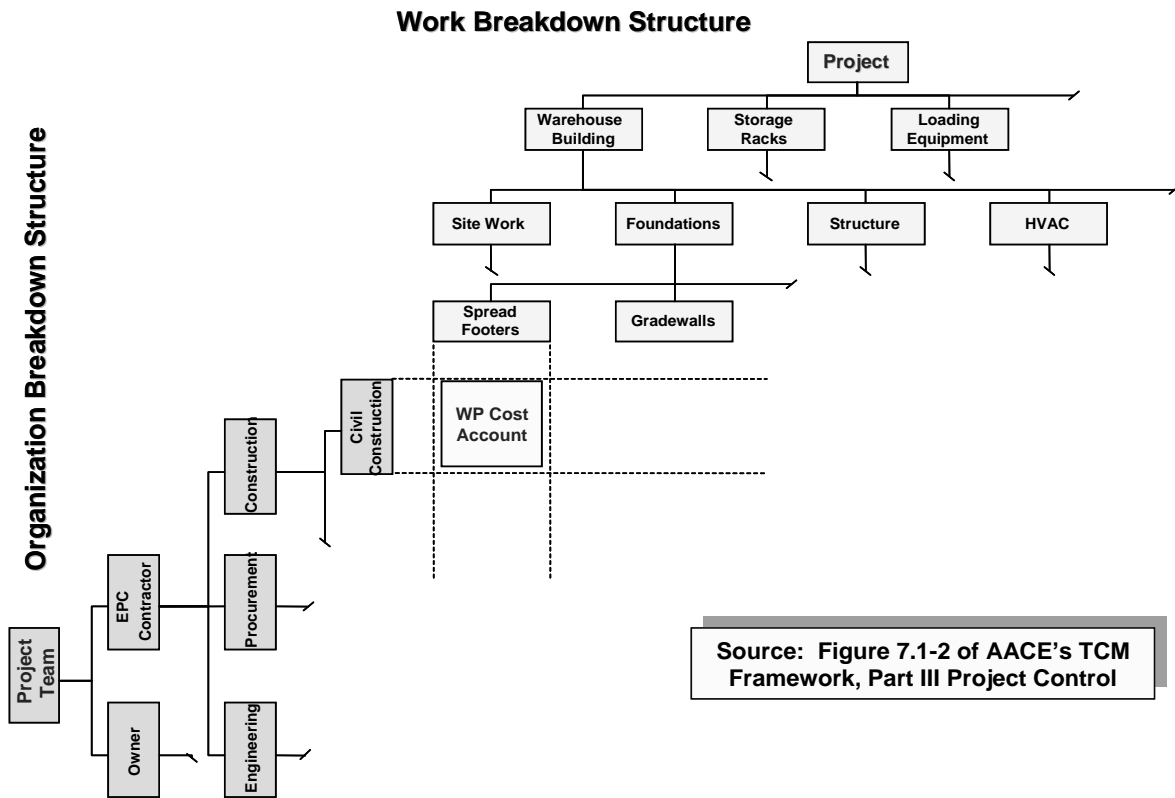 Work Breakdown Structure
Project
Warehouse
Building
Storage
Racks
Loading
Equipment
Site Work
Foundations
Structure
HVAC
Spread
Footers
Gradewalls
Organization Breakdown Structure
Civil
Construction
WP Cost
Account
Construction
EPC
Contractor
Procurement
Project
Team
Owner
Engineering
Source: Figure 7.1-2 of AACE's TCM
Framework, Part III Project Control